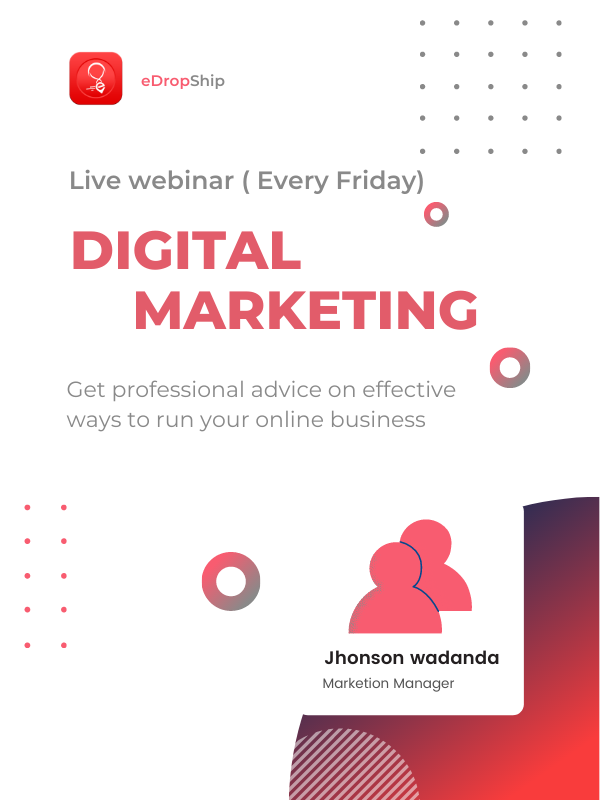 eDropShip
Live webinar ( Every Friday)
DIGITAL
MARKETING
Get professional advice on effective
ways to run your online business
Jhonson wadanda
Marketion Manager